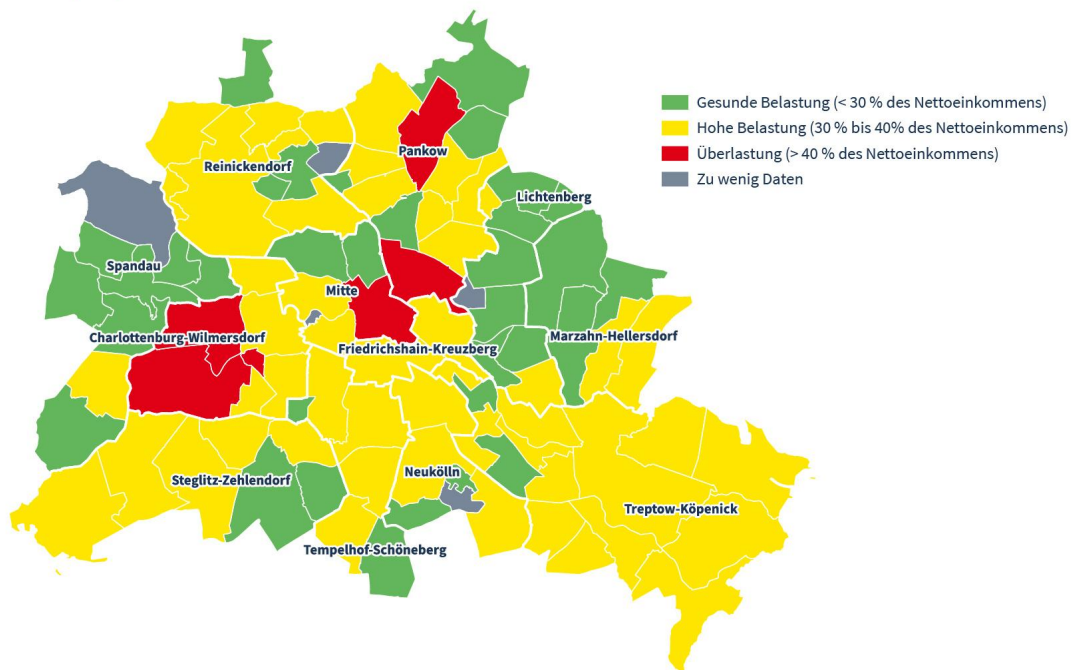 Gesunde Belastung (< 30 % des Nettoeinkommens)
Hohe Belastung (30 % bis 40% des Nettoeinkommens)
Überlastung (> 40 % des Nettoeinkommens)
Zu wenig Daten
Pankow
Reinickendorf
Lichtenberg
Spandau
Mitte
Charlottenburg-Wilmersdorf
Marzahn-Hellersdorf
Friedrichshain-Kreuzberg
Neukölln
Steglitz-Zehlendorf
Treptow-Köpenick
Tempelhof-Schöneberg